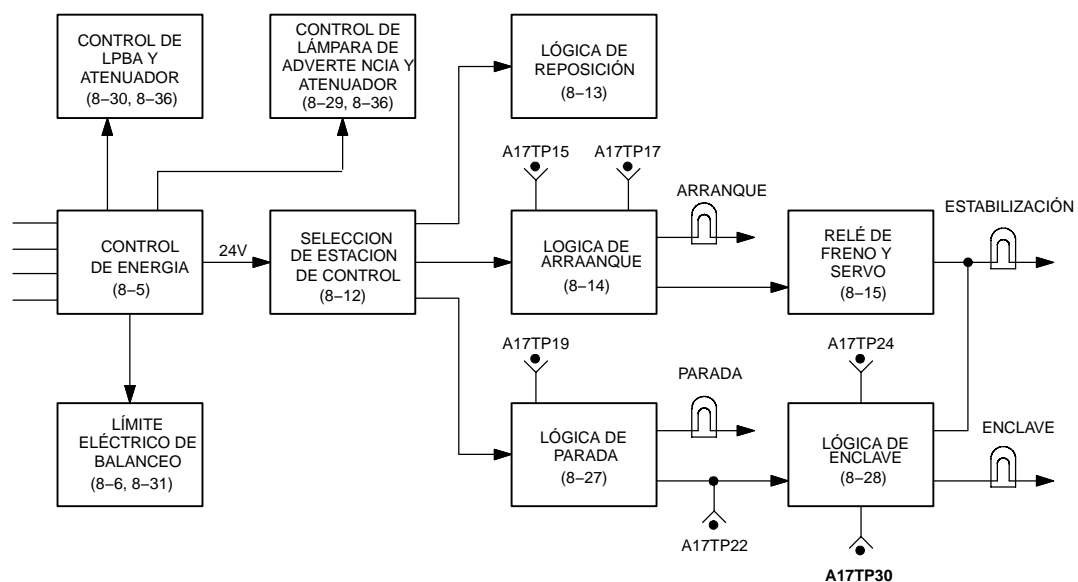 CONTROL DE
LPBA Y
ATENUADOR
(8–30, 8–36)
CONTROL DE
LÁMPARA DE
ADVERTE NCIA Y
ATENUADOR
(8–29, 8–36)
LÓGICA DE
REPOSICIÓN
(8–13)
A17TP15
A17TP17
ARRANQUE
ESTABILIZACIÓN
CONTROL
DE ENERGIA
(8–5)
24V
SELECCION
DE ESTACION
DE CONTROL
(8–12)
LOGICA DE
ARRAANQUE
(8–14)
RELÉ DE
FRENO Y
SERVO
(8–15)
A17TP19
PARADA
A17TP24
ENCLAVE
LÍMITE
ELÉCTRICO DE
BALANCEO
(8–6, 8–31)
LÓGICA DE
PARADA
(8–27)
LÓGICA DE
ENCLAVE
(8–28)
A17TP22
A17TP30